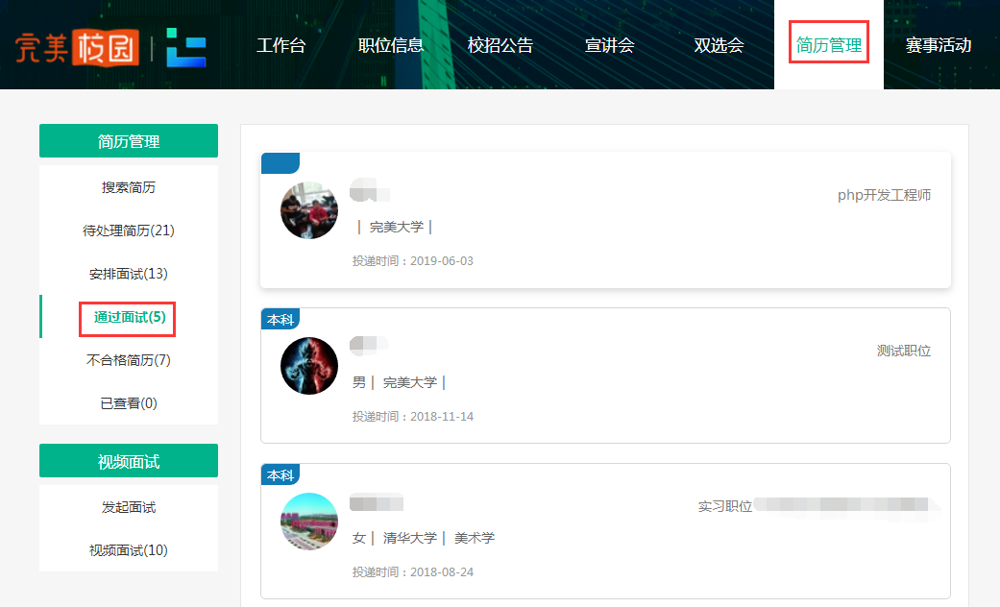 完美校园
工作台 职位信息 校招公告 宣讲会 双选会 简历管理 赛事活动
简历管理
搜索简历
待处理简历(21)
安排面试(13)
通过面试(5)
不合格简历(7)
已查看(0)
视频面试
发起面试
视频面试(10)
php开发工程师
| 完美大学 |
投递时间：2019-06-03
本科
测试职位
男 | 完美大学 |
投递时间：2018-11-14
本科
实习职位
女 | 清华大学 | 美术学
投递时间：2018-08-24